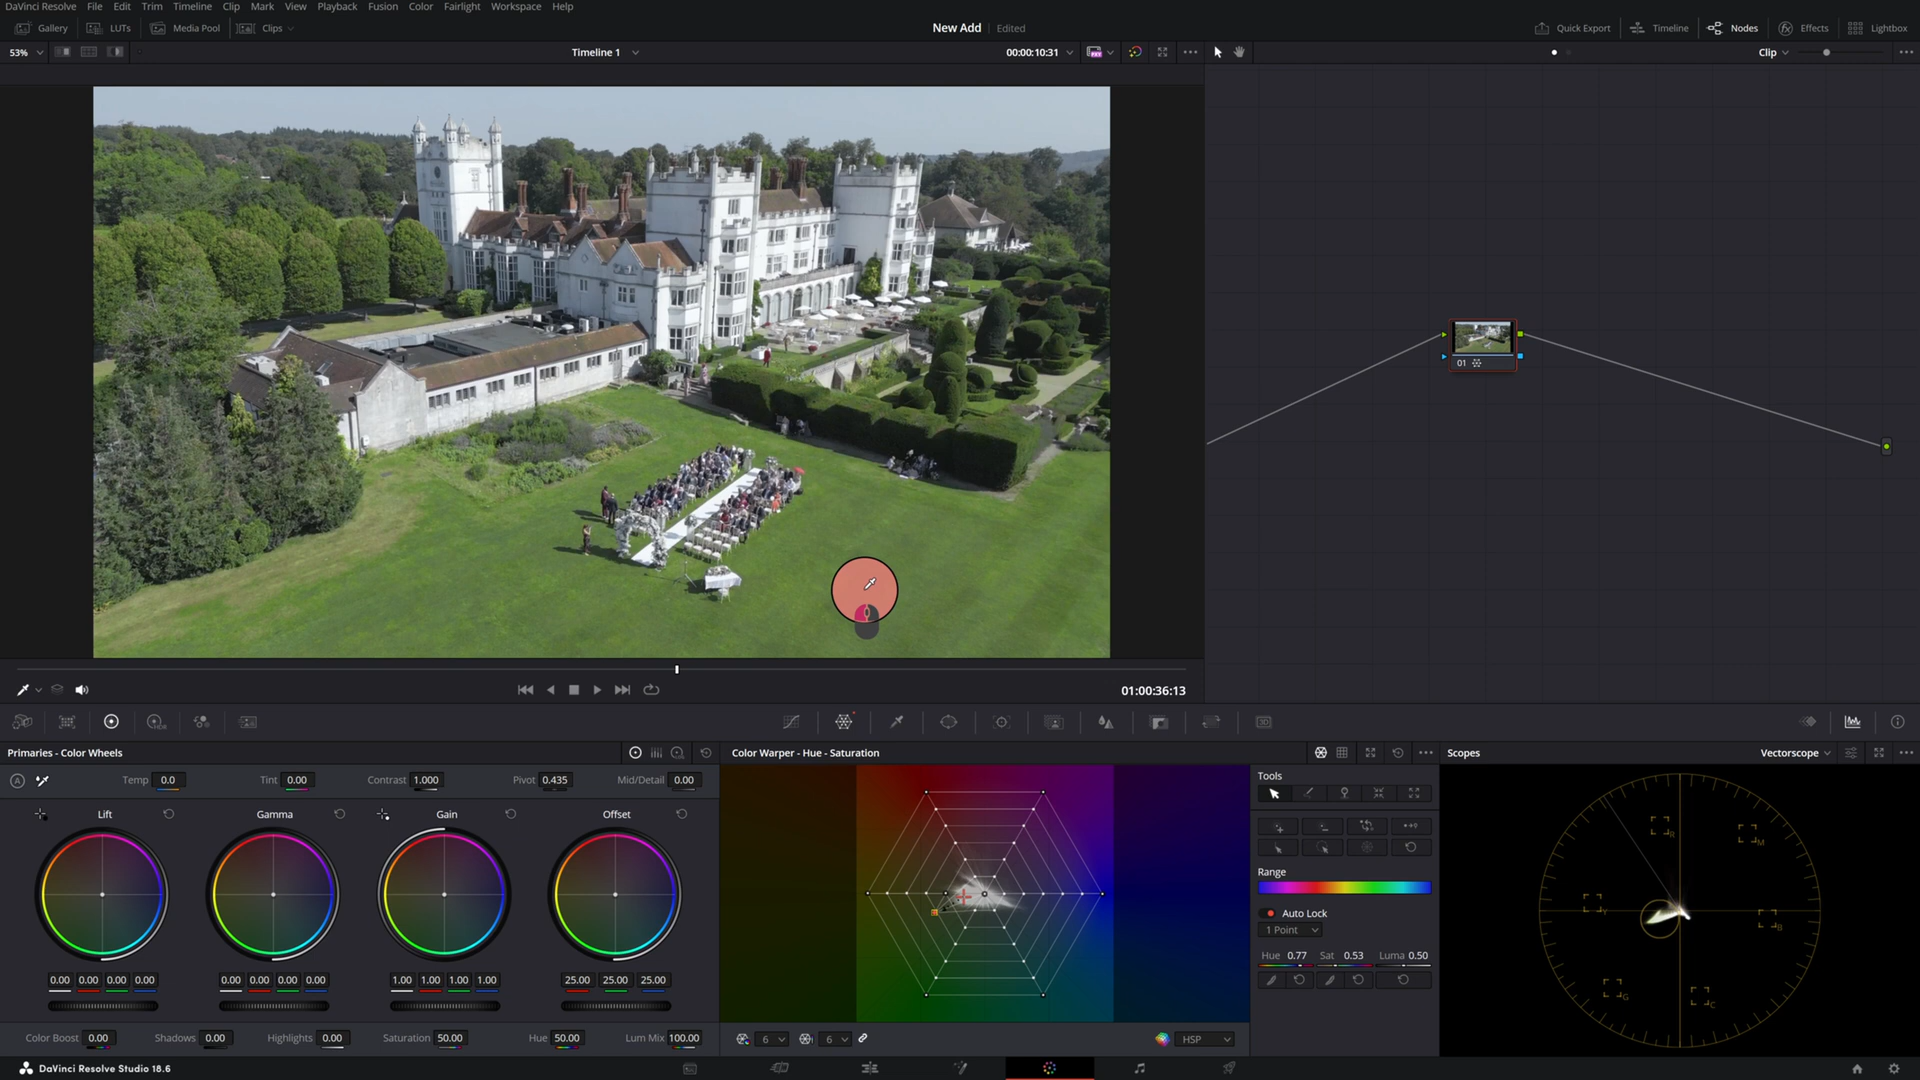 DaVinci Resolve File Edit Trim Timeline Clip Mark View Playback Fusion Color Fairlight Workspace Help
Gallery LUTs Media Pool Clips New Add Edited Quick Export Timeline Nodes Effects Lightbox
53% Timeline 1 00:00:10:31 Clip
01
01:00:36:13
Primaries - Color Wheels
Color Warper - Hue - Saturation
Scopes Vectorscope
Temp 0.0 Tint 0.00 Contrast 1.000 Pivot 0.435 Mid/Detail 0.00
Tools
Lift Gamma Gain Offset
Range
Auto Lock
1 Point
Hue 0.77 Sat 0.53 Luma 0.50
R
M
Y
B
G
C
0.00 0.00 0.00 0.00 0.00 0.00 0.00 0.00 1.00 1.00 1.00 1.00 25.00 25.00 25.00
Color Boost 0.00 Shadows 0.00 Highlights 0.00 Saturation 50.00 Hue 50.00 Lum Mix 100.00
6 6 HSP
DaVinci Resolve Studio 18.6